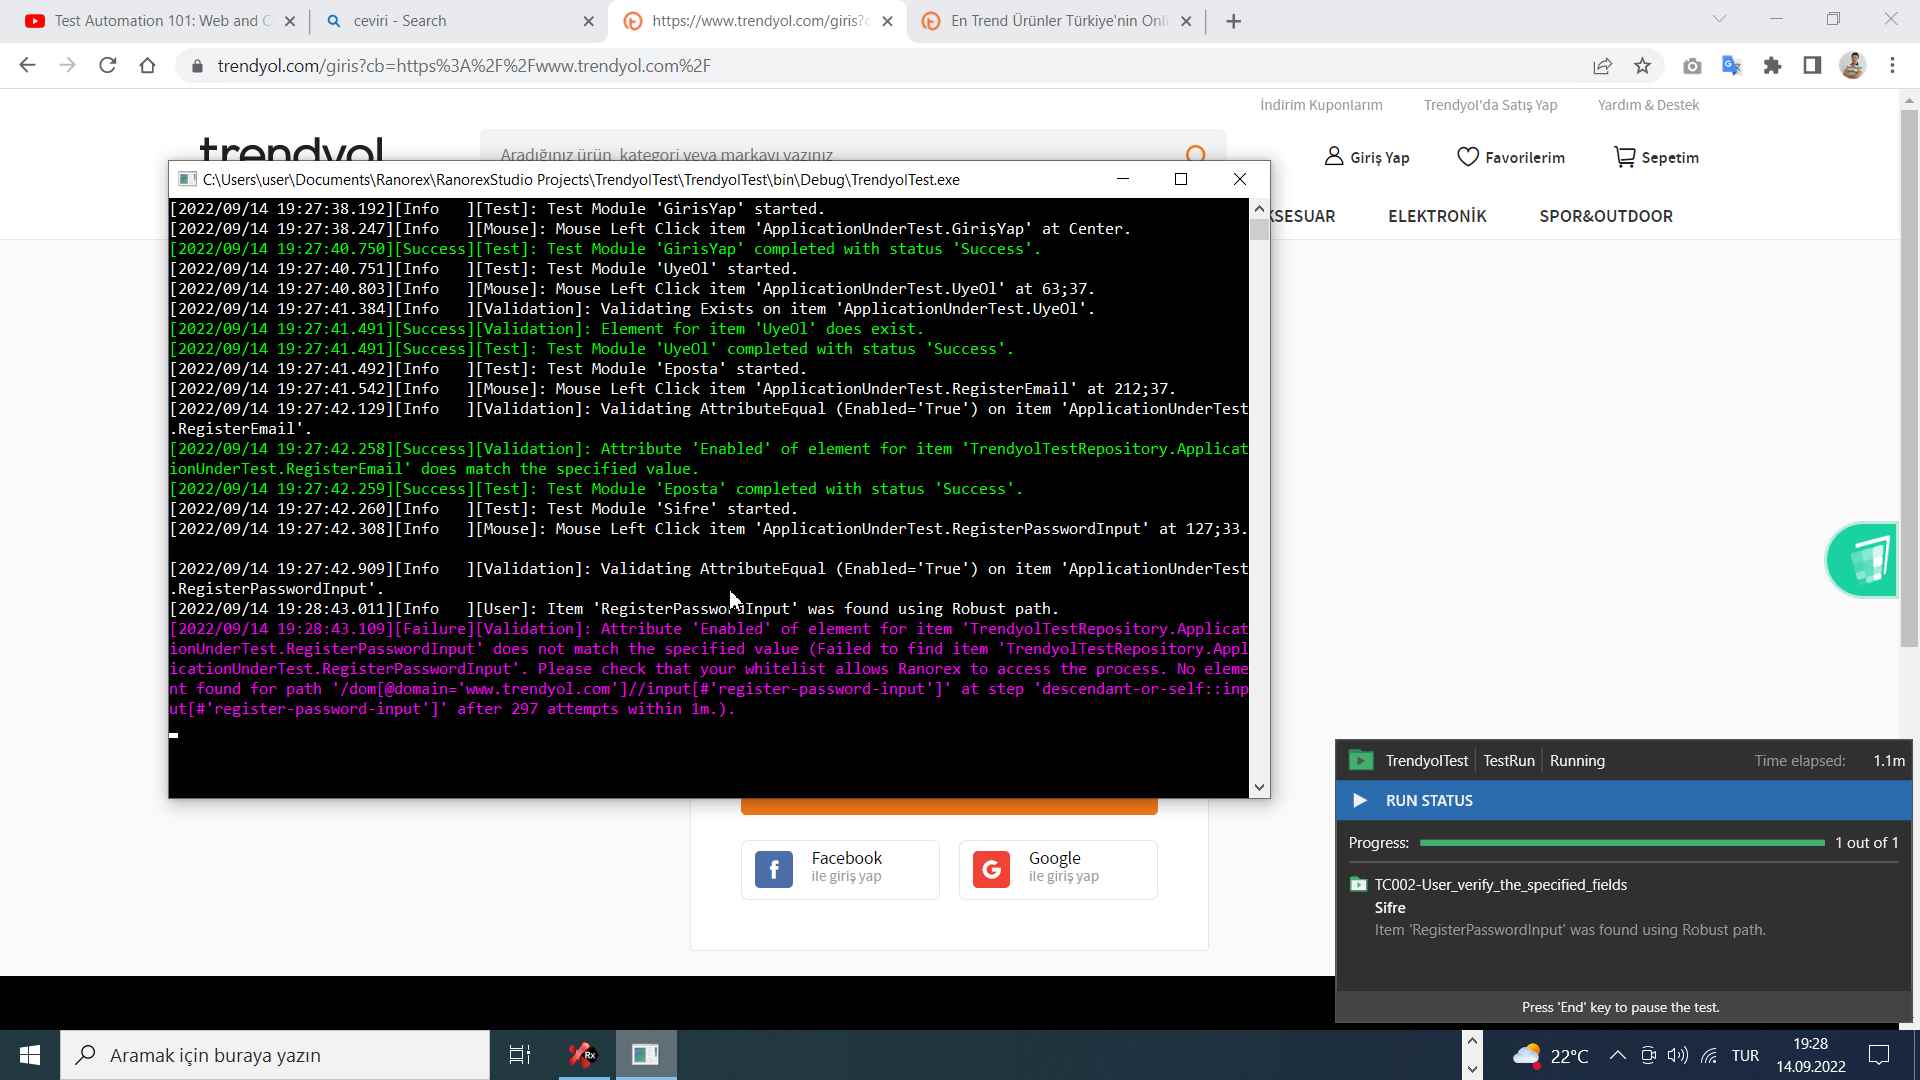 Test Automation 101: Web and C
ceviri - Search
https://www.trendyol.com/giris?c
En Trend Ürünler Türkiye'nin Onli
trendyol.com/giris?cb=https%3A%2F%2Fwww.trendyol.com%2F
İndirim Kuponlarım
Trendyol'da Satış Yap
Yardım & Destek
trendyol
Aradığınız ürün, kategori veya markayı yazınız
Giriş Yap
Favorilerim
Sepetim
KSESUAR
ELEKTRONİK
SPOR&OUTDOOR
C:\Users\user\Documents\Ranorex\RanorexStudio Projects\TrendyolTest\TrendyolTest\bin\Debug\TrendyolTest.exe
[2022/09/14 19:27:38.192][Info   ][Test]: Test Module 'GirisYap' started.
[2022/09/14 19:27:38.247][Info   ][Mouse]: Mouse Left Click item 'ApplicationUnderTest.GirişYap' at Center.
[2022/09/14 19:27:40.750][Success][Test]: Test Module 'GirisYap' completed with status 'Success'.
[2022/09/14 19:27:40.751][Info   ][Test]: Test Module 'UyeOl' started.
[2022/09/14 19:27:40.803][Info   ][Mouse]: Mouse Left Click item 'ApplicationUnderTest.UyeOl' at 63;37.
[2022/09/14 19:27:41.384][Info   ][Validation]: Validating Exists on item 'ApplicationUnderTest.UyeOl'.
[2022/09/14 19:27:41.491][Success][Validation]: Element for item 'UyeOl' does exist.
[2022/09/14 19:27:41.491][Success][Test]: Test Module 'UyeOl' completed with status 'Success'.
[2022/09/14 19:27:41.492][Info   ][Test]: Test Module 'Eposta' started.
[2022/09/14 19:27:41.542][Info   ][Mouse]: Mouse Left Click item 'ApplicationUnderTest.RegisterEmail' at 212;37.
[2022/09/14 19:27:42.129][Info   ][Validation]: Validating AttributeEqual (Enabled='True') on item 'ApplicationUnderTest
.RegisterEmail'.
[2022/09/14 19:27:42.258][Success][Validation]: Attribute 'Enabled' of element for item 'TrendyolTestRepository.Applicat
ionUnderTest.RegisterEmail' does match the specified value.
[2022/09/14 19:27:42.259][Success][Test]: Test Module 'Eposta' completed with status 'Success'.
[2022/09/14 19:27:42.260][Info   ][Test]: Test Module 'Sifre' started.
[2022/09/14 19:27:42.308][Info   ][Mouse]: Mouse Left Click item 'ApplicationUnderTest.RegisterPasswordInput' at 127;33.
[2022/09/14 19:27:42.909][Info   ][Validation]: Validating AttributeEqual (Enabled='True') on item 'ApplicationUnderTest
.RegisterPasswordInput'.
[2022/09/14 19:28:43.011][Info   ][User]: Item 'RegisterPasswordInput' was found using Robust path.
[2022/09/14 19:28:43.109][Failure][Validation]: Attribute 'Enabled' of element for item 'TrendyolTestRepository.Applicat
ionUnderTest.RegisterPasswordInput' does not match the specified value (Failed to find item 'TrendyolTestRepository.Appl
icationUnderTest.RegisterPasswordInput'. Please check that your whitelist allows Ranorex to access the process. No eleme
nt found for path '/dom[@domain='www.trendyol.com']//input[#'register-password-input']' at step 'descendant-or-self::inp
ut[#'register-password-input']' after 297 attempts within 1m.).
f
Facebook
ile giriş yap
G
Google
ile giriş yap
TrendyolTest
TestRun
Running
Time elapsed:
1.1m
RUN STATUS
Progress:
1 out of 1
TC002-User_verify_the_specified_fields
Sifre
Item 'RegisterPasswordInput' was found using Robust path.
Press 'End' key to pause the test.
Aramak için buraya yazın
Rx
22°C
TUR
19:28
14.09.2022